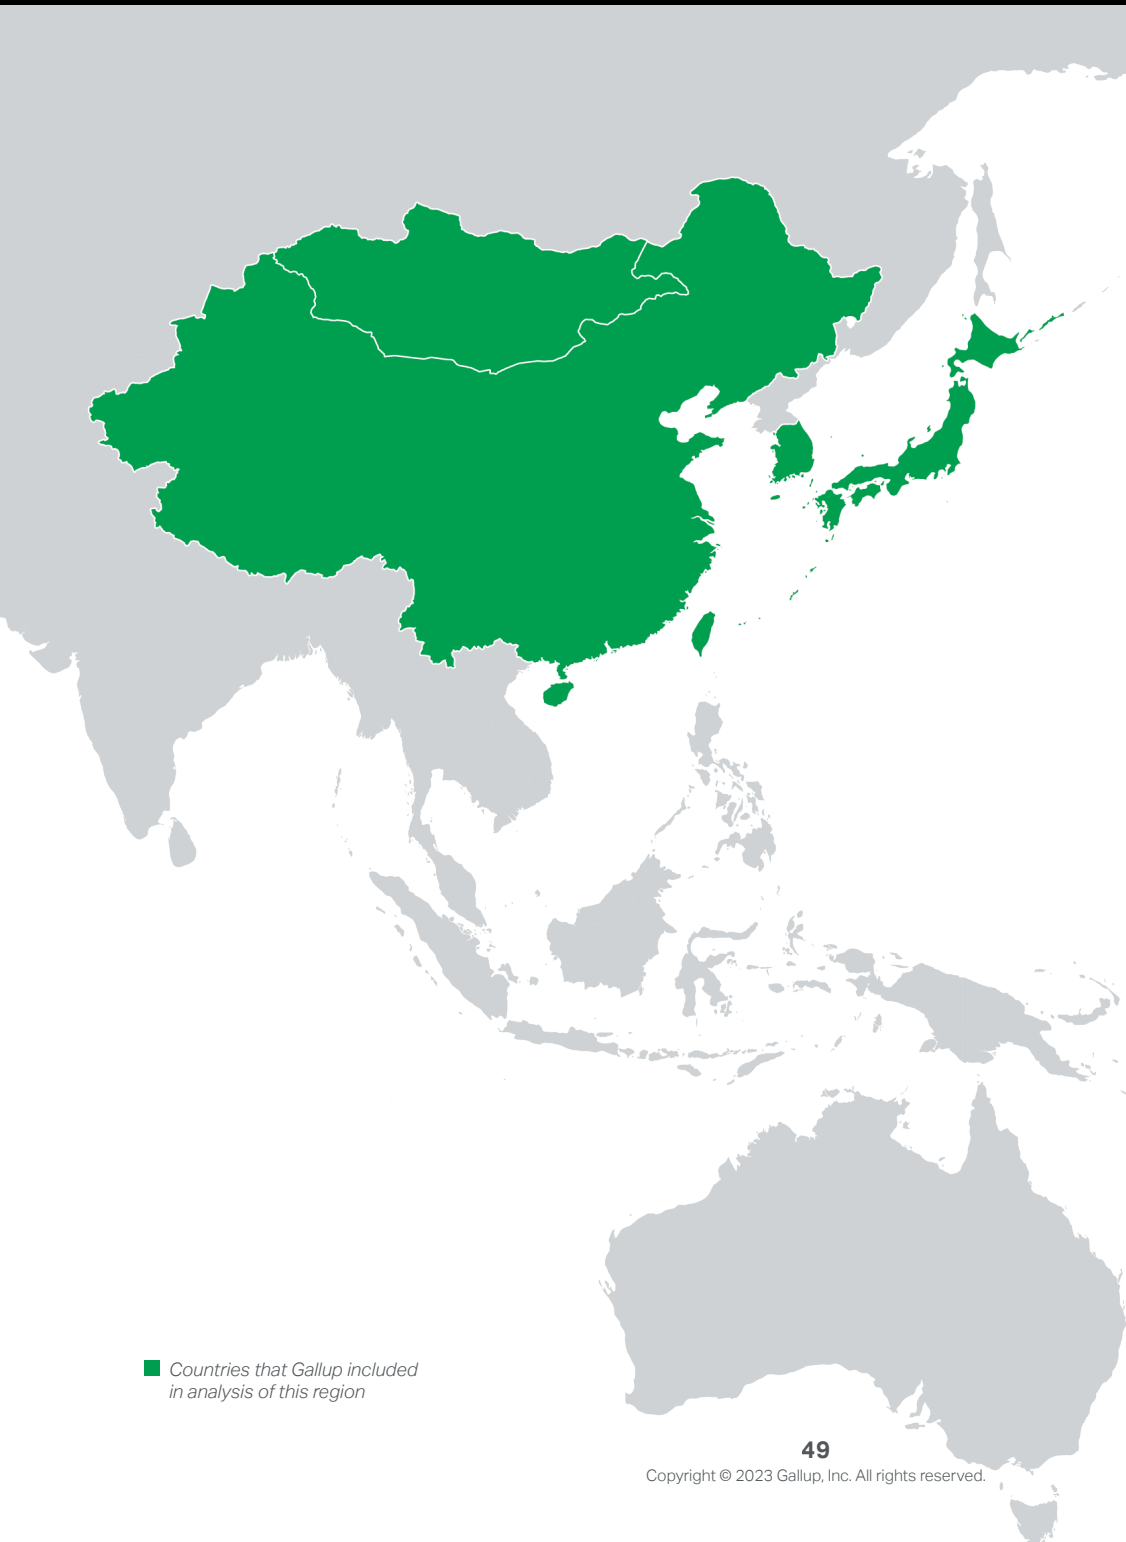 Countries that Gallup included
in analysis of this region
49
Copyright © 2023 Gallup, Inc. All rights reserved.